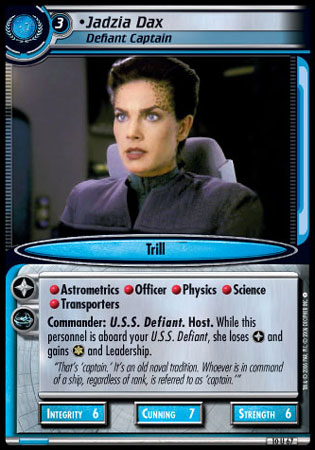 3 •Jadzia Dax
Defiant Captain
Trill
Astrometrics Officer Physics Science
Transporters
Commander: U.S.S. Defiant. Host. While this
personnel is aboard your U.S.S. Defiant, she loses and
gains and Leadership.
"That's 'captain.' It's an old naval tradition. Whoever is in command
of a ship, regardless of rank, is referred to as 'captain.'"
INTEGRITY 6 CUNNING 7 STRENGTH 6
10 U 67